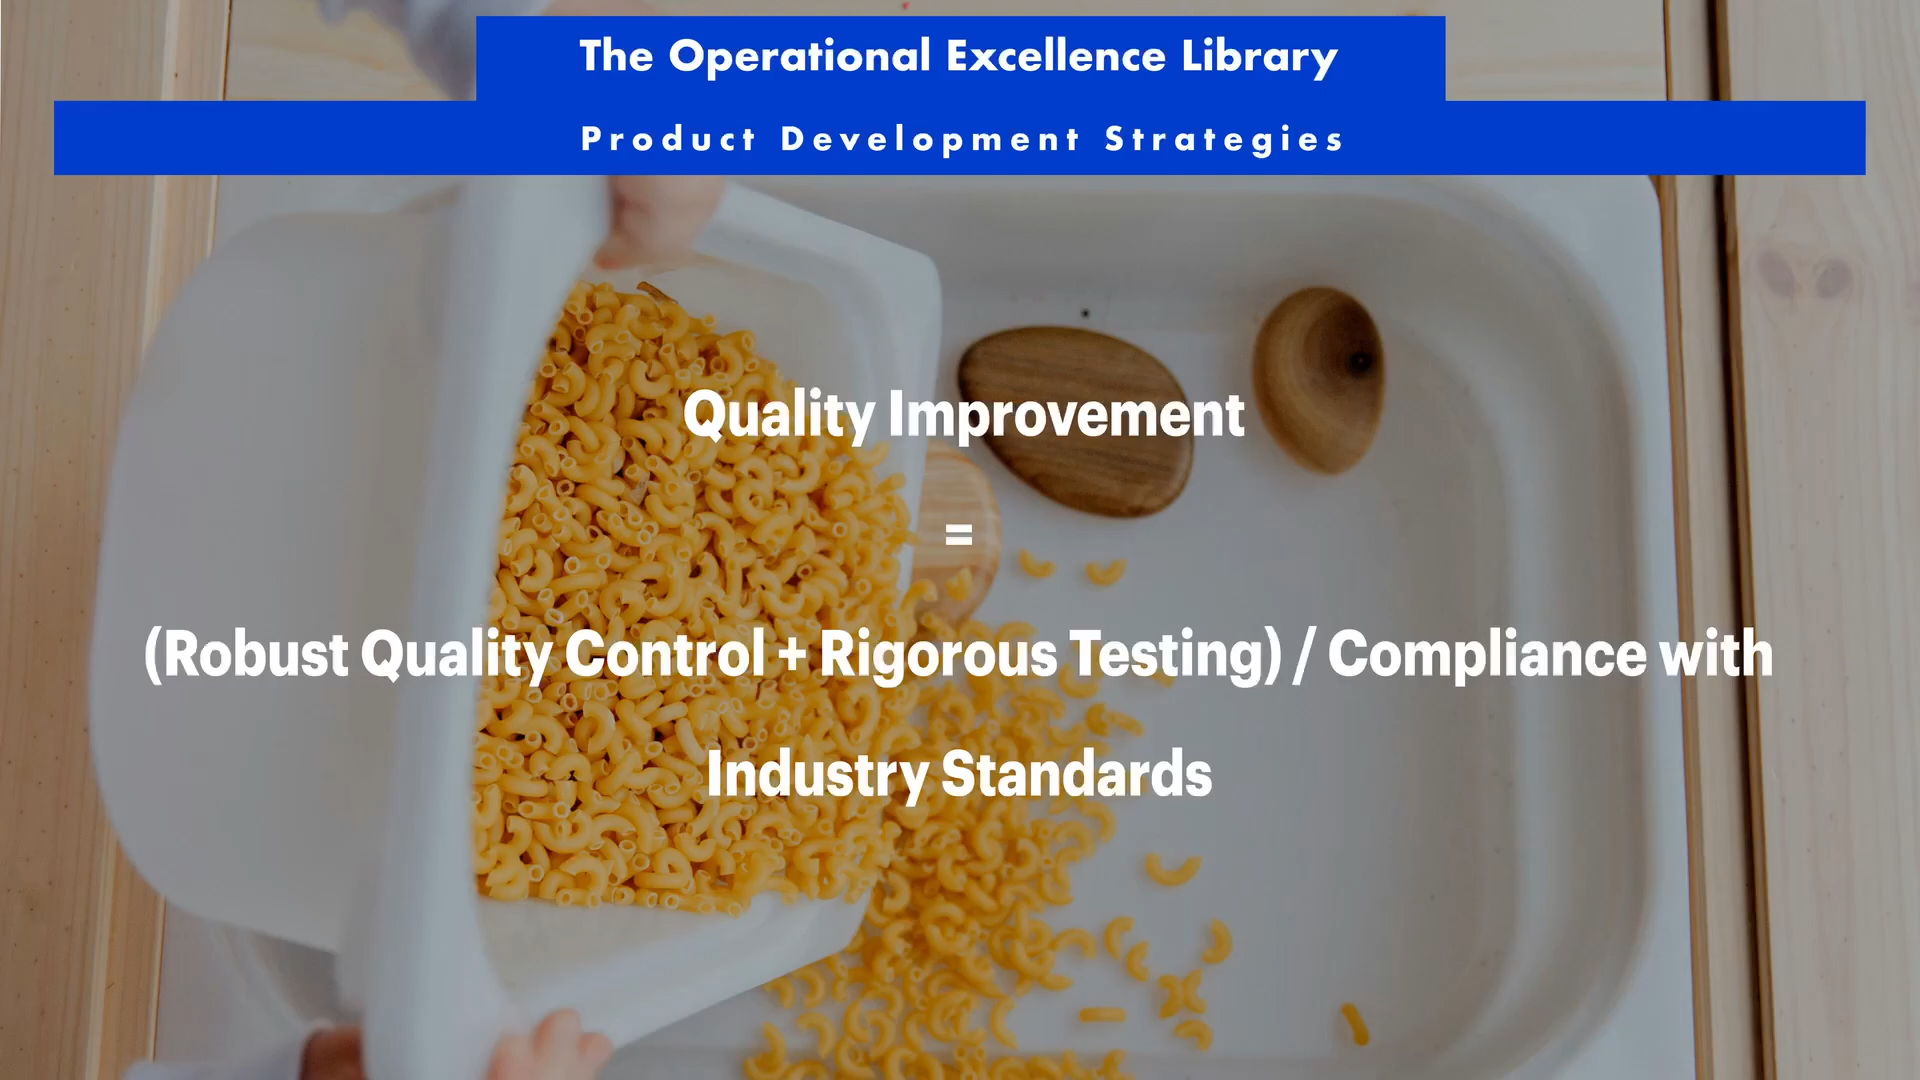 The Operational Excellence Library
Product Development Strategies
Quality Improvement
=
(Robust Quality Control + Rigorous Testing) / Compliance with
Industry Standards